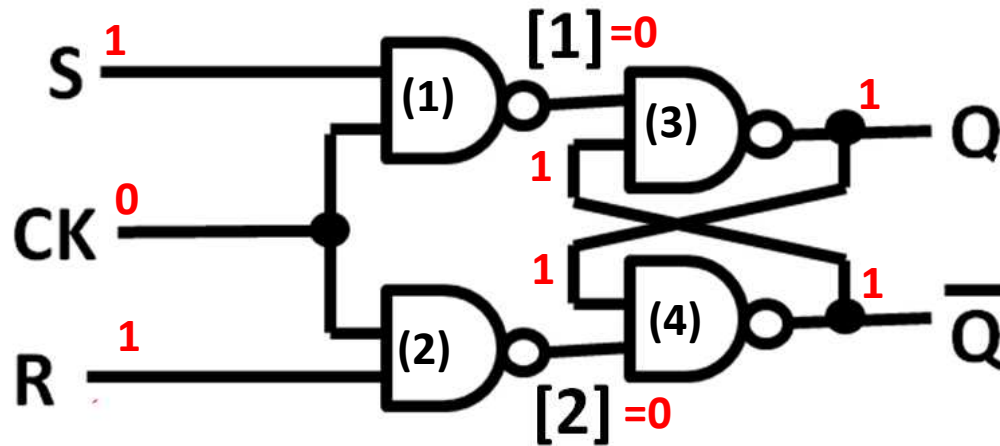 S 1
CK 0
R 1
(1)
(2)
[1] =0
[2] =0
(3)
(4)
1
1
1 Q
1 Q̅